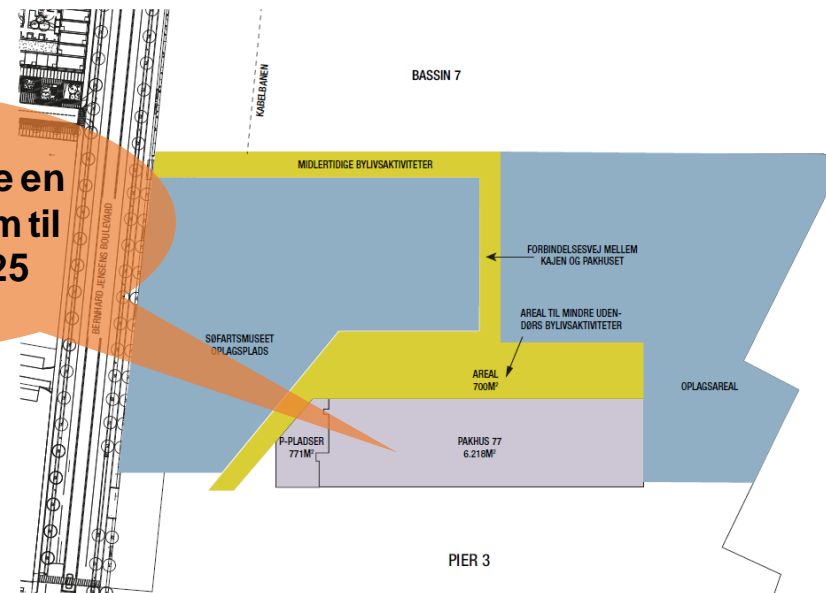 BASSIN 7
KABELBANEN
MIDLERTIDIGE BYLIVSAKTIVITETER
e en
m til
25
BERNHARD JENSENS BOULEVARD
FORBINDELSESVEJ MELLEM
KAJEN OG PAKHUSET
AREAL TIL MINDRE UDEN-
DØRS BYLIVSAKTIVITETER
SØFARTSMUSEET
OPLAGSPLADS
AREAL
700M²
OPLAGSAREAL
P-PLADSER
771M²
PAKHUS 77
6.218M²
PIER 3